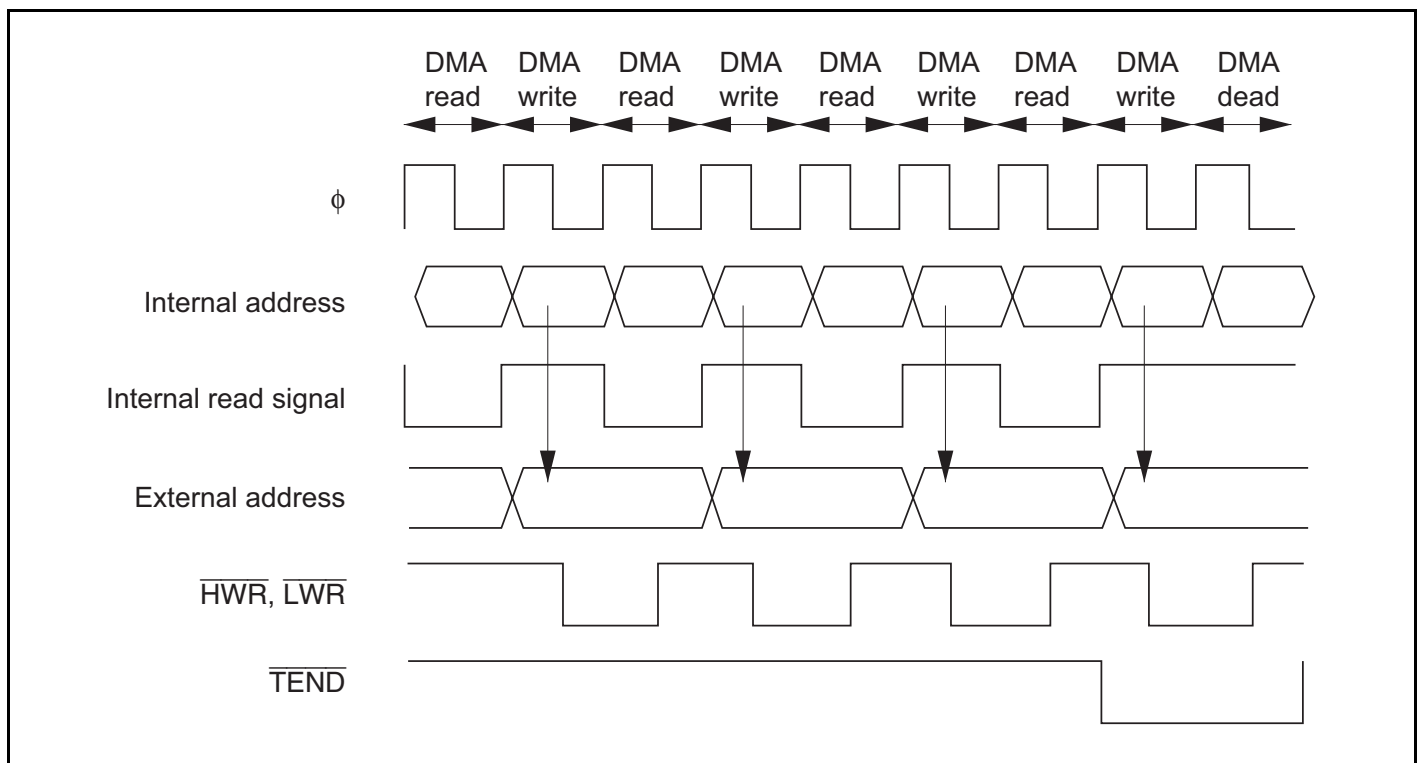 DMA DMA DMA DMA DMA DMA DMA DMA DMA
read write read write read write read write dead
ϕ
Internal address
Internal read signal
External address
HWR, LWR
TEND